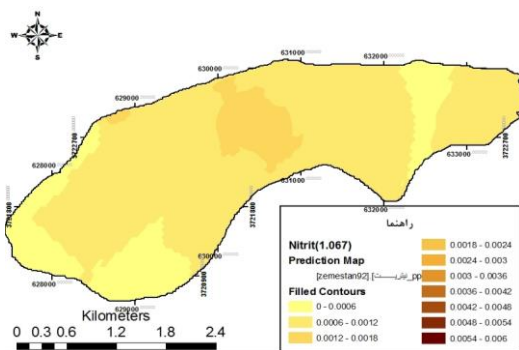 N
W E
S
631000
632000
630000
629000
3722700
628000
3721800
633000
3722700
631000
3721800
632000
630000
3720900
628000
629000
راهنما
Nitrit(1.067)
Prediction Map
[zemestan92]
Filled Contours
0 - 0.0006
0.0006 - 0.0012
0.0012 - 0.0018
0.0018 - 0.0024
0.0024 - 0.003
0.003 - 0.0036
0.0036 - 0.0042
0.0042 - 0.0048
0.0048 - 0.0054
0.0054 - 0.006
Kilometers
0 0.3 0.6 1.2 1.8 2.4